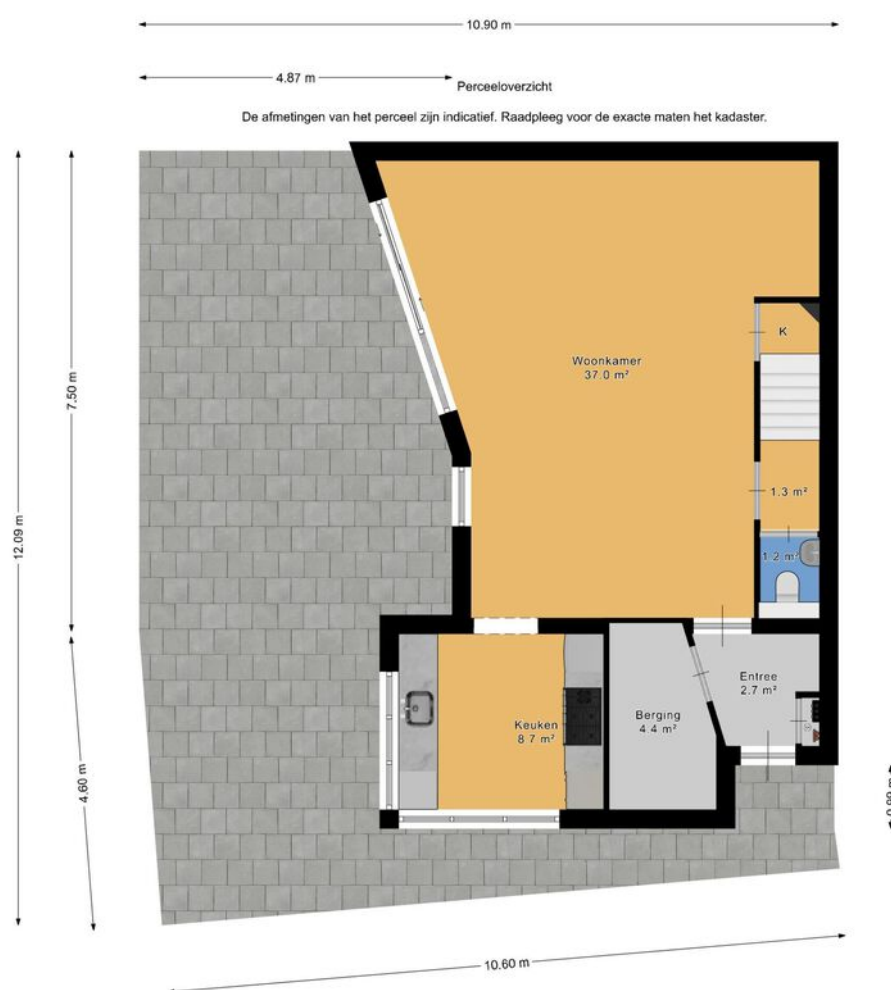 10.90 m
4.87 m
Perceeloverzicht
De afmetingen van het perceel zijn indicatief. Raadpleeg voor de exacte maten het kadaster.
7.50 m
12.09 m
K
Woonkamer
37.0 m²
1.3 m²
1.2 m²
Entree
2.7 m²
Berging
4.4 m²
Keuken
8.7 m²
4.60 m
0.99 m
10.60 m